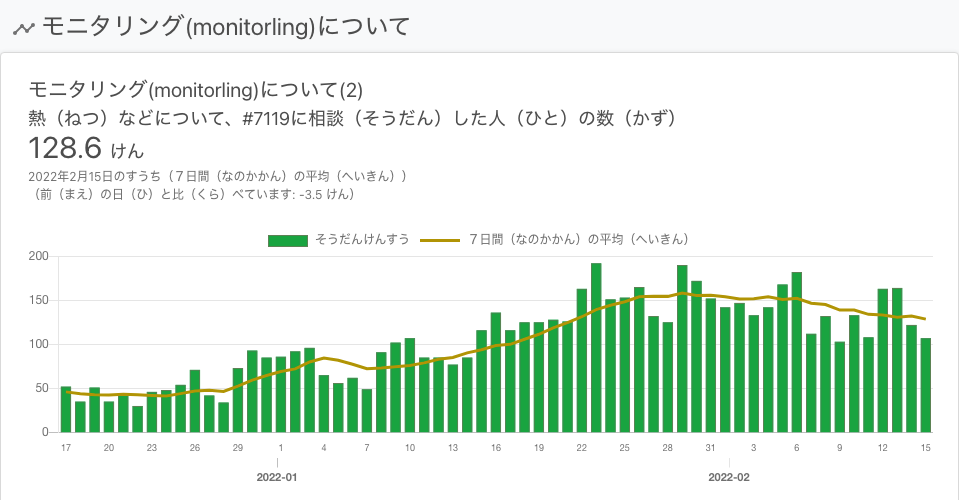 モニタリング(monitorling)について
モニタリング(monitorling)について(2)
熱（ねつ）などについて、#7119に相談（そうだん）した人（ひと）の数（かず）
128.6 けん
2022年2月15日のすうち（７日間（なのかかん）の平均（へいきん））
（前（まえ）の日（ひ）と比（くら）べています: -3.5 けん）
そうだんけんすう ７日間（なのかかん）の平均（へいきん）
200
150
100
50
0
17 20 23 26 29 1 4 7 10 13 16 19 22 25 28 31 3 6 9 12 15
2022-01 2022-02